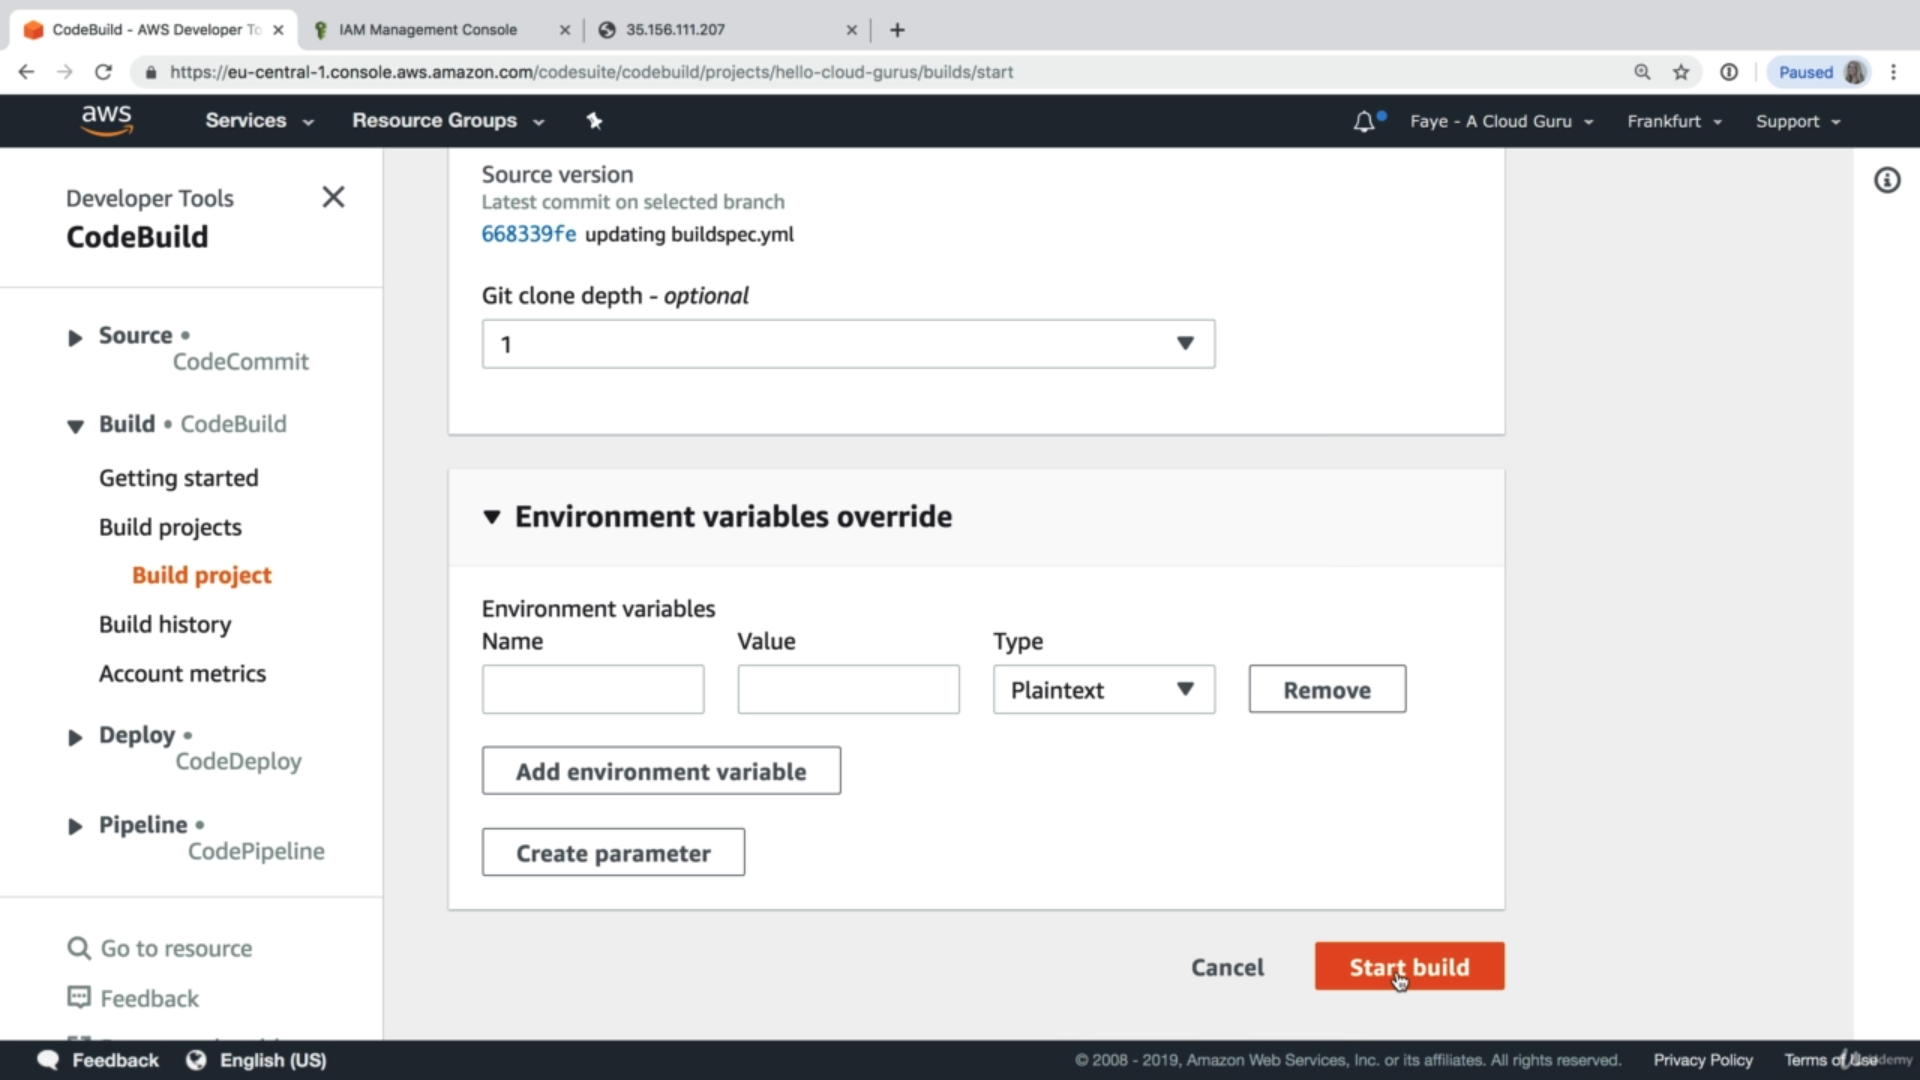 CodeBuild - AWS Developer To
IAM Management Console
35.156.111.207
https://eu-central-1.console.aws.amazon.com/codesuite/codebuild/projects/hello-cloud-gurus/builds/start
Paused
aws
Services
Resource Groups
Faye - A Cloud Guru
Frankfurt
Support
Developer Tools
CodeBuild
Source •
CodeCommit
Build • CodeBuild
Getting started
Build projects
Build project
Build history
Account metrics
Deploy •
CodeDeploy
Pipeline •
CodePipeline
Go to resource
Feedback
Source version
Latest commit on selected branch
668339fe updating buildspec.yml
Git clone depth - optional
1
Environment variables override
Environment variables
Name Value Type
Plaintext Remove
Add environment variable
Create parameter
Cancel Start build
Feedback English (US)
© 2008 - 2019, Amazon Web Services, Inc. or its affiliates. All rights reserved. Privacy Policy Terms of Use